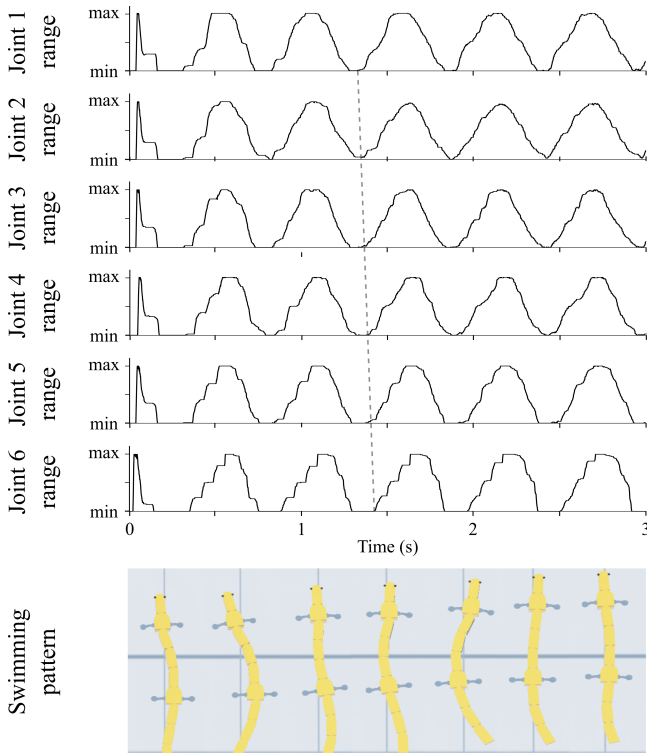 Joint 1
range
max
min
Joint 2
range
max
min
Joint 3
range
max
min
Joint 4
range
max
min
Joint 5
range
max
min
Joint 6
range
max
min
0
1
2
3
Time (s)
Swimming
pattern